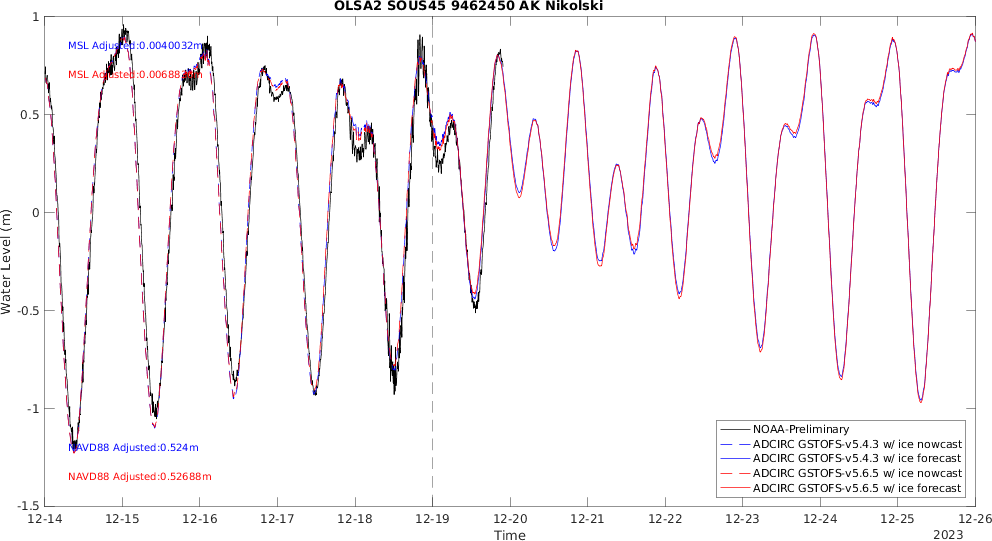 OLSA2 SOUS45 9462450 AK Nikolski
MSL Adjusted:0.0040032m
MSL Adjusted:0.00688
NAVD88 Adjusted:0.524m
NAVD88 Adjusted:0.52688m
Water Level (m)
1
0.5
0
-0.5
-1
-1.5
NOAA-Preliminary
ADCIRC GSTOFS-v5.4.3 w/ ice nowcast
ADCIRC GSTOFS-v5.4.3 w/ ice forecast
ADCIRC GSTOFS-v5.6.5 w/ ice nowcast
ADCIRC GSTOFS-v5.6.5 w/ ice forecast
12-14 12-15 12-16 12-17 12-18 12-19 12-20 12-21 12-22 12-23 12-24 12-25 12-26
Time
2023